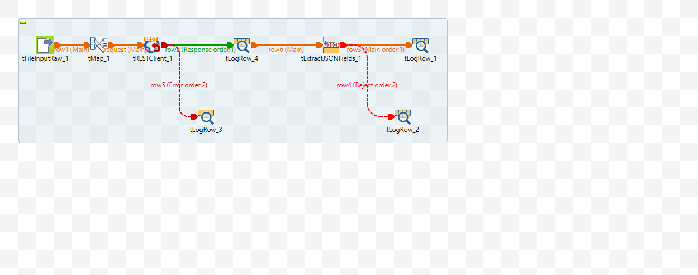 row1 (Main)
request (Main)
row2 (Response order:1)
row6 (Main)
row3 (Main order:1)
tFileInputRaw_1
tMap_1
tRESTClient_1
tLogRow_4
tExtractJSONFields_1
tLogRow_1
row5 (Error order:2)
row4 (Reject order:2)
tLogRow_3
tLogRow_2